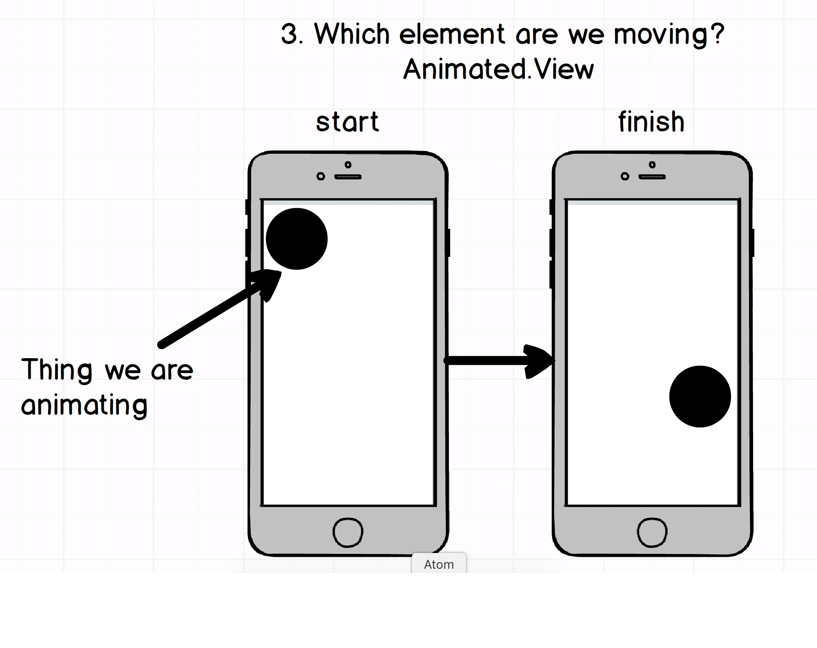 3. Which element are we moving?
Animated.View
start
finish
Thing we are
animating
Atom